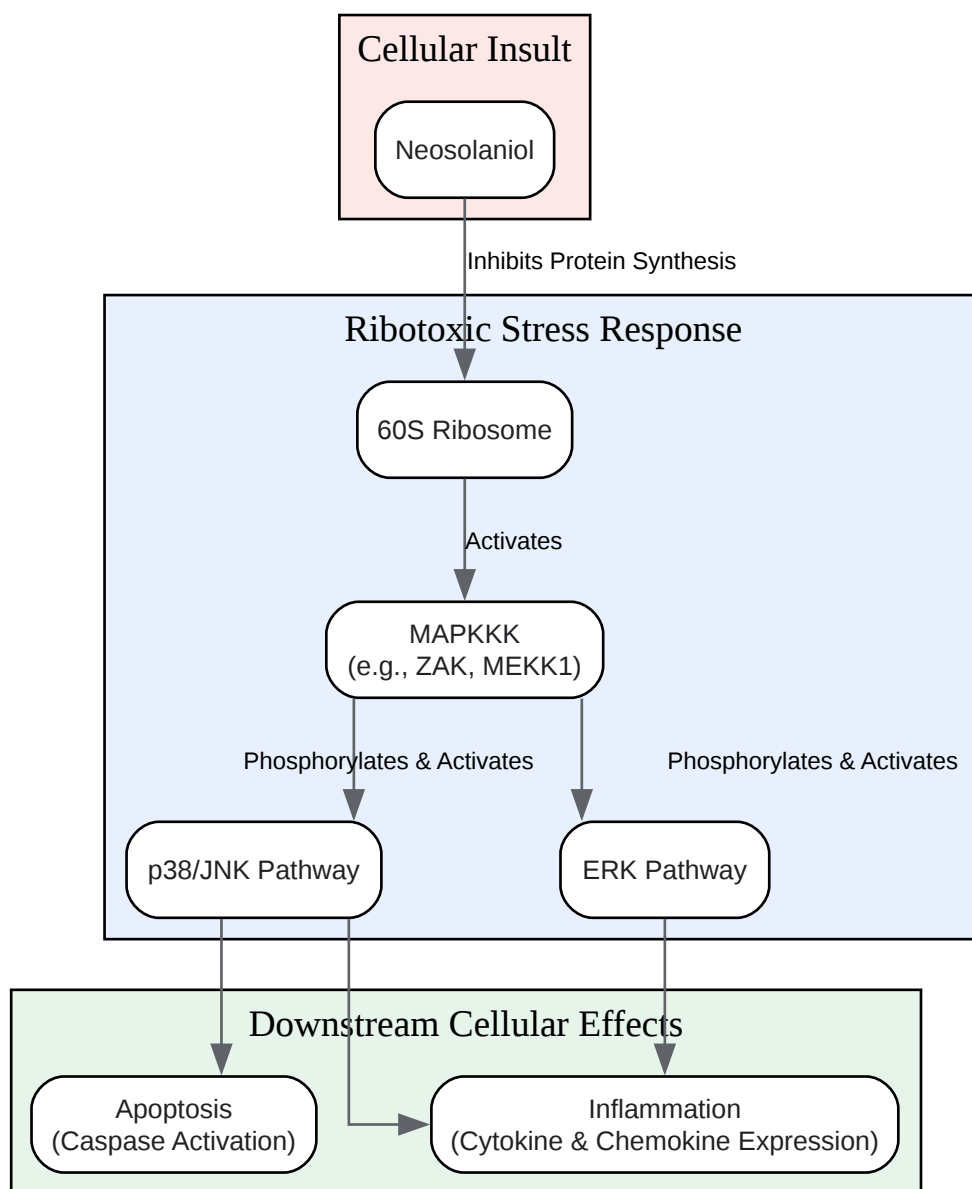 Cellular Insult
Neosolaniol
Inhibits Protein Synthesis
Ribotoxic Stress Response
60S Ribosome
Activates
MAPKKK
(e.g., ZAK, MEKK1)
Phosphorylates & Activates
Phosphorylates & Activates
p38/JNK Pathway
ERK Pathway
Downstream Cellular Effects
Apoptosis
(Caspase Activation)
Inflammation
(Cytokine & Chemokine Expression)